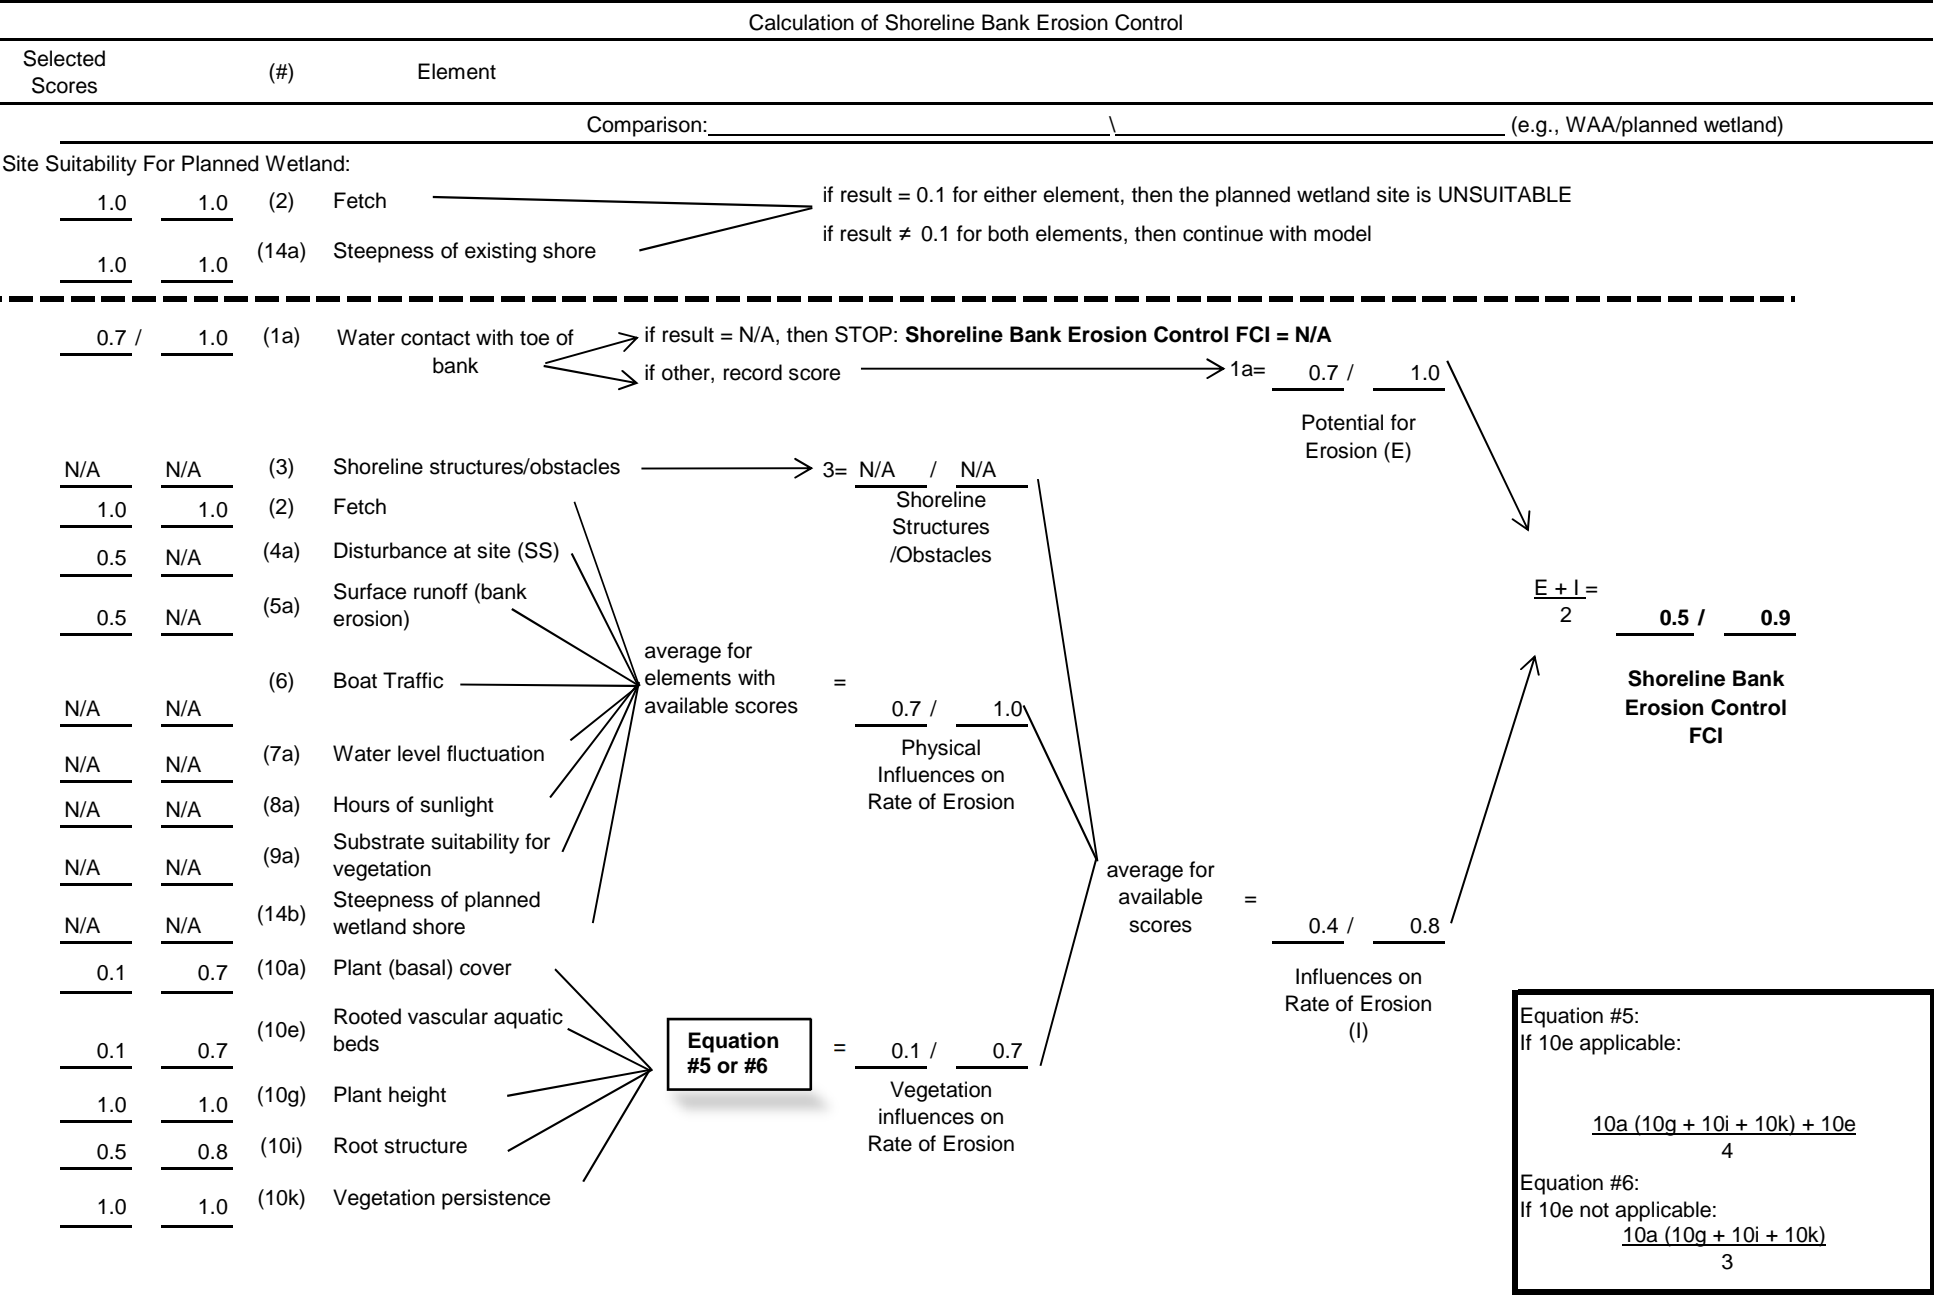 Calculation of Shoreline Bank Erosion Control
Selected
Scores
(#)
Element
Comparison: \ (e.g., WAA/planned wetland)
Site Suitability For Planned Wetland:
1.0 1.0 (2) Fetch
if result = 0.1 for either element, then the planned wetland site is UNSUITABLE
if result ≠ 0.1 for both elements, then continue with model
1.0 1.0 (14a) Steepness of existing shore
0.7 / 1.0 (1a) Water contact with toe of
bank
if result = N/A, then STOP: Shoreline Bank Erosion Control FCI = N/A
if other, record score
1a= 0.7 / 1.0
Potential for
Erosion (E)
N/A N/A (3) Shoreline structures/obstacles
3= N/A / N/A
Shoreline
Structures
/Obstacles
1.0 1.0 (2) Fetch
0.5 N/A (4a) Disturbance at site (SS)
0.5 N/A (5a) Surface runoff (bank
erosion)
N/A N/A (6) Boat Traffic
N/A N/A (7a) Water level fluctuation
N/A N/A (8a) Hours of sunlight
N/A N/A (9a) Substrate suitability for
vegetation
N/A N/A (14b) Steepness of planned
wetland shore
average for
elements with
available scores
=
0.7 / 1.0
Physical
Influences on
Rate of Erosion
0.1 0.7 (10a) Plant (basal) cover
0.1 0.7 (10e) Rooted vascular aquatic
beds
1.0 1.0 (10g) Plant height
0.5 0.8 (10i) Root structure
1.0 1.0 (10k) Vegetation persistence
Equation
#5 or #6
=
0.1 / 0.7
Vegetation
influences on
Rate of Erosion
average for
available
scores
=
0.4 / 0.8
Influences on
Rate of Erosion
(I)
E + I =
2
0.5 / 0.9
Shoreline Bank
Erosion Control
FCI
Equation #5:
If 10e applicable:
10a (10g + 10i + 10k) + 10e
4
Equation #6:
If 10e not applicable:
10a (10g + 10i + 10k)
3